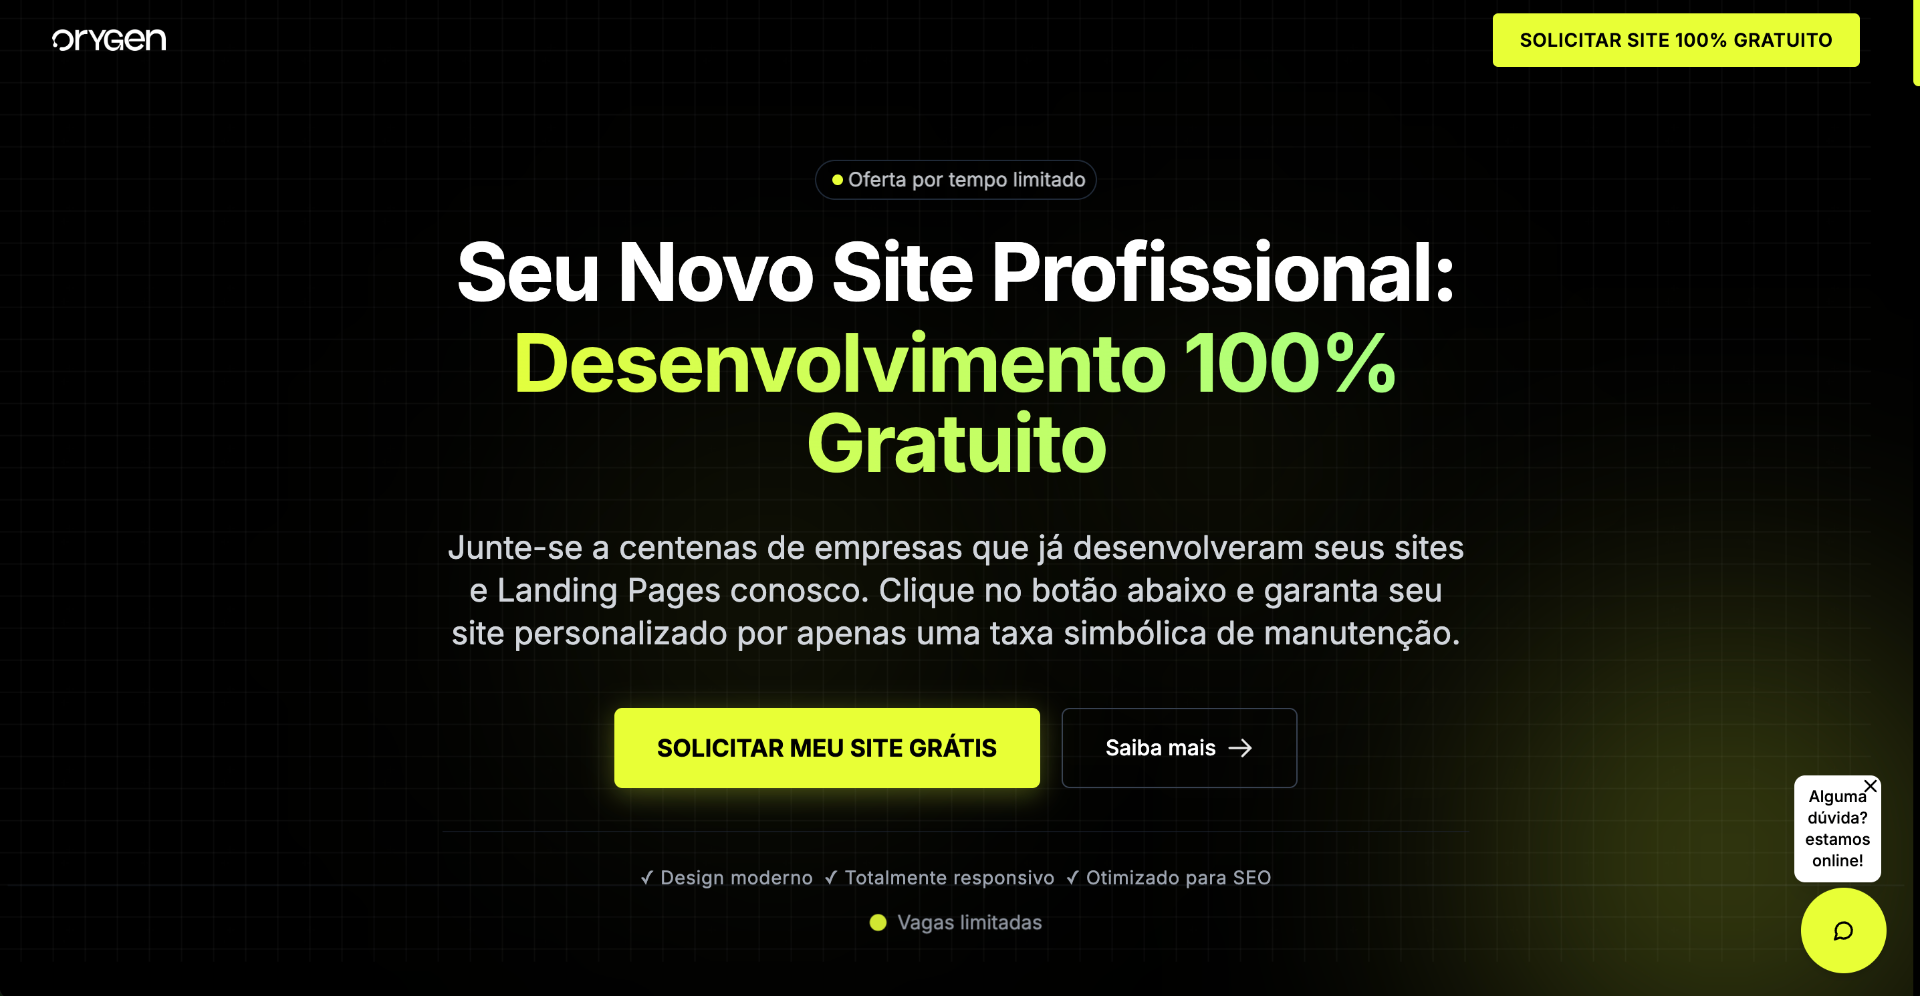 orygen
SOLICITAR SITE 100% GRATUITO
Oferta por tempo limitado
Seu Novo Site Profissional:
Desenvolvimento 100%
Gratuito
Junte-se a centenas de empresas que já desenvolveram seus sites
e Landing Pages conosco. Clique no botão abaixo e garanta seu
site personalizado por apenas uma taxa simbólica de manutenção.
SOLICITAR MEU SITE GRÁTIS
Saiba mais →
✓ Design moderno ✓ Totalmente responsivo ✓ Otimizado para SEO
Vagas limitadas
Alguma
dúvida?
estamos
online!